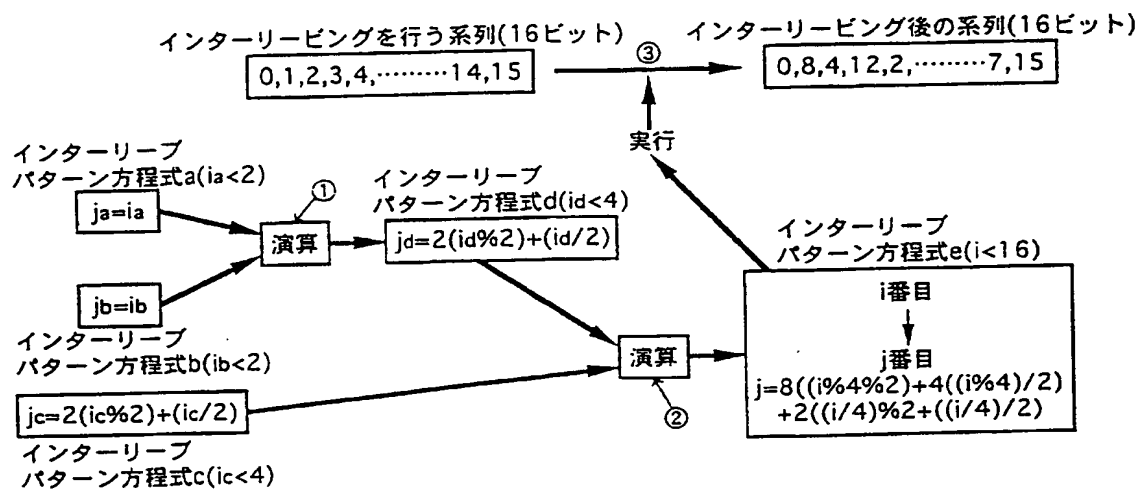 インターリービングを行う系列(16ビット)
0,1,2,3,4,………14,15
③
インターリービング後の系列(16ビット)
0,8,4,12,2,………7,15
実行
インターリーブ
パターン方程式a(ia<2)
ja=ia
①
演算
インターリーブ
パターン方程式d(id<4)
jd=2(id%2)+(id/2)
jb=ib
インターリーブ
パターン方程式b(ib<2)
jc=2(ic%2)+(ic/2)
インターリーブ
パターン方程式c(ic<4)
演算
②
インターリーブ
パターン方程式e(i<16)
i番目
j番目
j=8((i%4%2)+4((i%4)/2)
+2((i/4)%2+((i/4)/2)